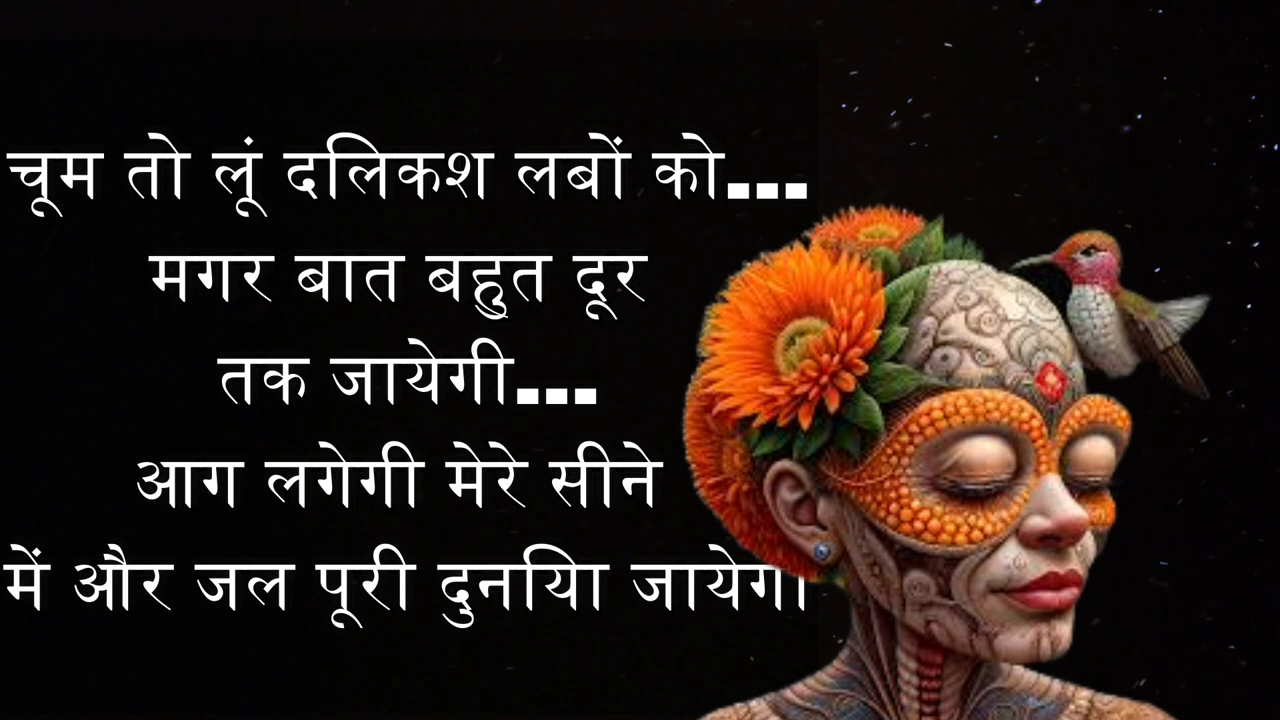 चूम तो लूं दलिकश लबों को...
मगर बात बहुत दूर
तक जायेगी...
आग लगेगी मेरे सीने
में और जल पूरी दुनयिा जायेगी